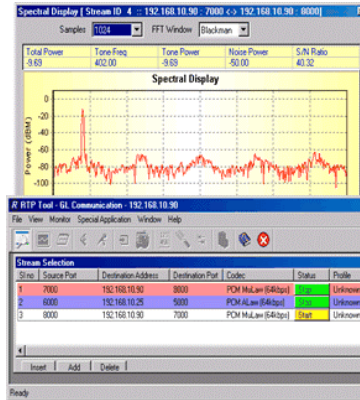 Spectral Display [ Stream ID 4 :: 192.168.10.90 : 7000 <-> 192.168.10.90 : 8000]
Samples 1024 FFT Window Blackman
Total Power Tone Freq Tone Power Noise Power S/N Ratio
-9.69 402.00 -9.69 -50.00 40.32
Spectral Display
Power (dBM)
0
-20
-40
-60
-80
-100
RTP Tool - GL Communication - 192.168.10.90
File View Monitor Special Application Window Help
Stream Selection
Sl no Source Port Destination Address Destination Port Codec Status Profile
1 7000 192.168.10.90 8000 PCM MuLaw (64kbps) Stop Unknown
2 6000 192.168.10.25 5000 PCM ALaw (64kbps) Stop Unknown
3 8000 192.168.10.90 7000 PCM MuLaw (64kbps) Start Unknown
Insert Add Delete
Ready